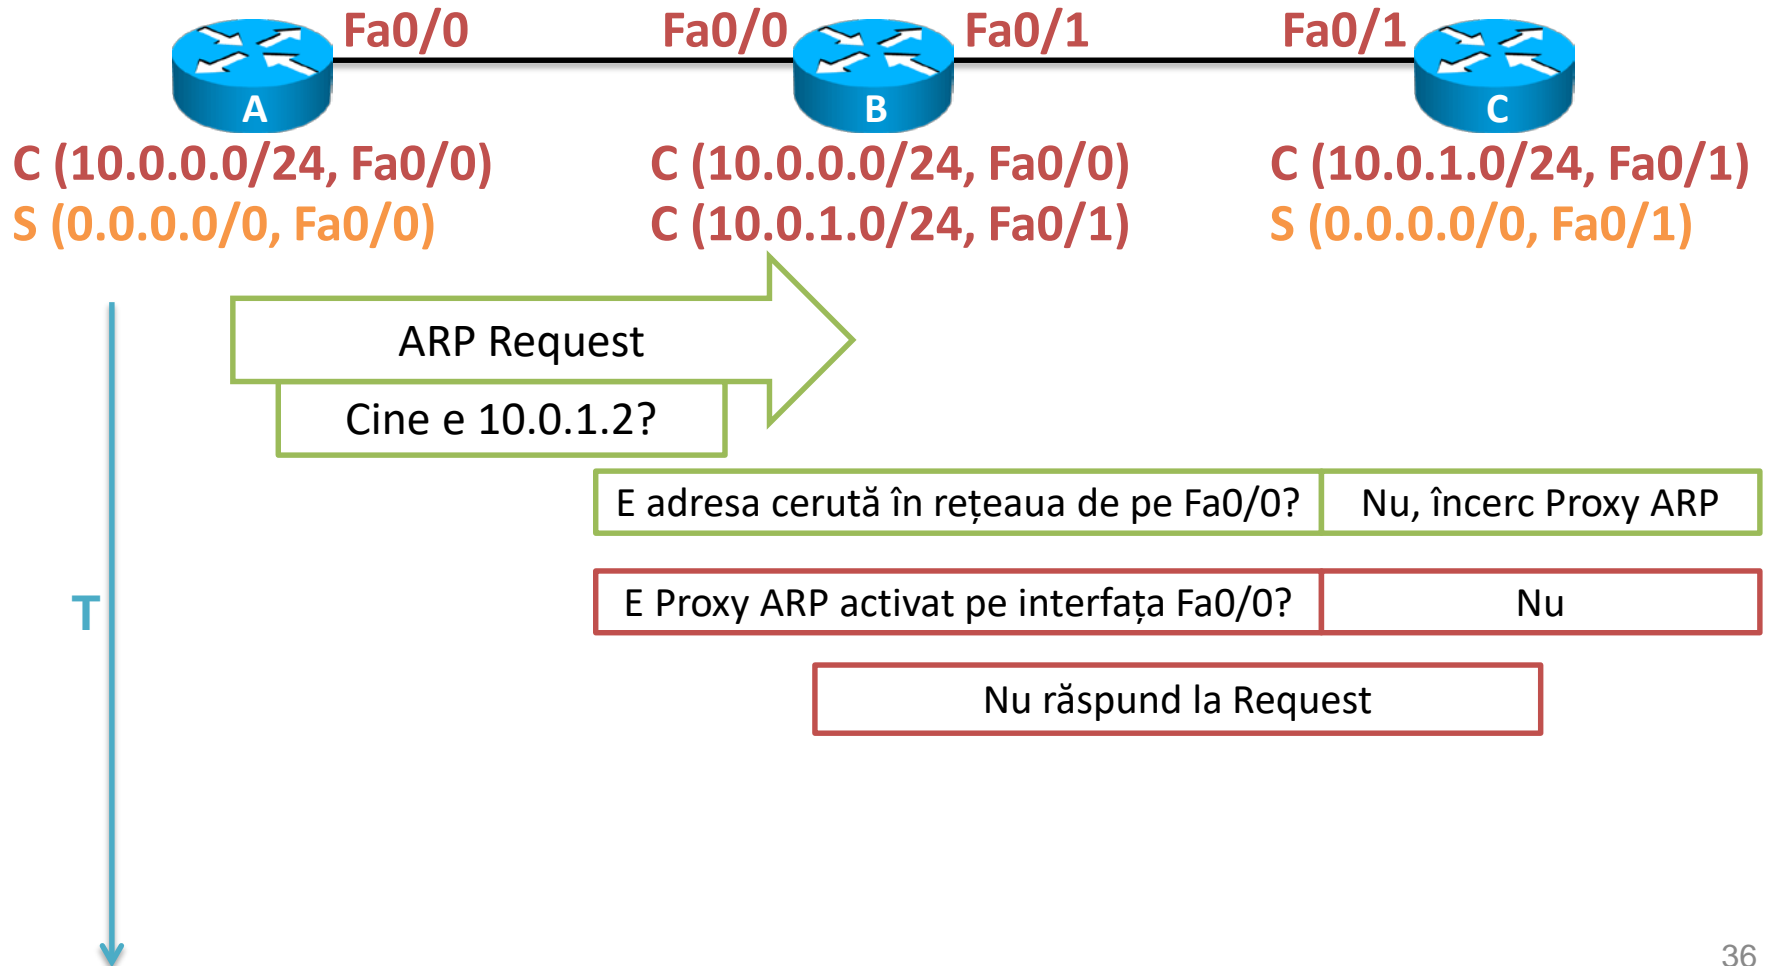 Fa0/0 Fa0/0 Fa0/1 Fa0/1
A B C
C (10.0.0.0/24, Fa0/0) C (10.0.0.0/24, Fa0/0) C (10.0.1.0/24, Fa0/1)
S (0.0.0.0/0, Fa0/0) C (10.0.1.0/24, Fa0/1) S (0.0.0.0/0, Fa0/1)
ARP Request
Cine e 10.0.1.2?
E adresa cerută în rețeaua de pe Fa0/0? Nu, încerc Proxy ARP
E Proxy ARP activat pe interfața Fa0/0? Nu
T
Nu răspund la Request
36